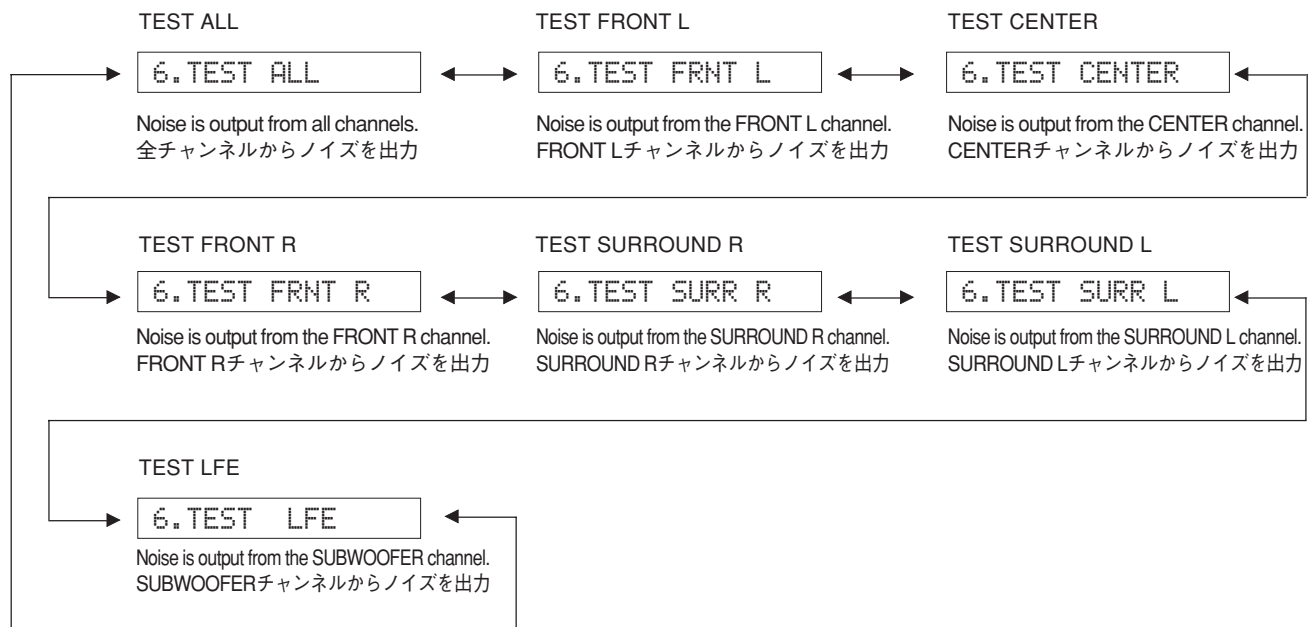 TEST ALL
6.TEST ALL
Noise is output from all channels.
全チャンネルからノイズを出力
TEST FRONT L
6.TEST FRNT L
Noise is output from the FRONT L channel.
FRONT Lチャンネルからノイズを出力
TEST CENTER
6.TEST CENTER
Noise is output from the CENTER channel.
CENTERチャンネルからノイズを出力
TEST FRONT R
6.TEST FRNT R
Noise is output from the FRONT R channel.
FRONT Rチャンネルからノイズを出力
TEST SURROUND R
6.TEST SURR R
Noise is output from the SURROUND R channel.
SURROUND Rチャンネルからノイズを出力
TEST SURROUND L
6.TEST SURR L
Noise is output from the SURROUND L channel.
SURROUND Lチャンネルからノイズを出力
TEST LFE
6.TEST LFE
Noise is output from the SUBWOOFER channel.
SUBWOOFERチャンネルからノイズを出力